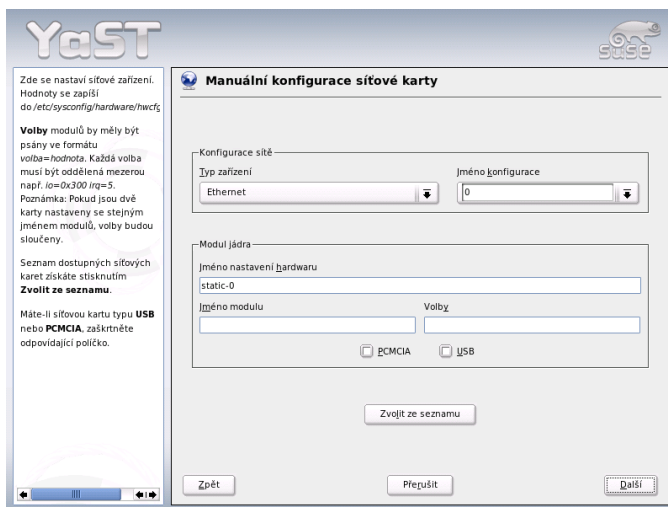 YaST
SUSE
Zde se nastaví síťové zařízení.
Hodnoty se zapíší
do /etc/sysconfig/hardware/hwcfg
Volby modulů by měly být
psány ve formátu
volba=hodnota. Každá volba
musí být oddělená mezerou
např. io=0x300 irq=5.
Poznámka: Pokud jsou dvě
karty nastaveny se stejným
jménem modulů, volby budou
sloučeny.
Seznam dostupných síťových
karet získáte stisknutím
Zvolit ze seznamu.
Máte-li síťovou kartu typu USB
nebo PCMCIA, zaškrtněte
odpovídající políčko.
Manuální konfigurace síťové karty
Konfigurace sítě
Typ zařízení
Jméno konfigurace
Ethernet
0
Modul jádra
Jméno nastavení hardwaru
static-0
Jméno modulu
Volby
PCMCIA
USB
Zvolit ze seznamu
Zpět
Přerušit
Další